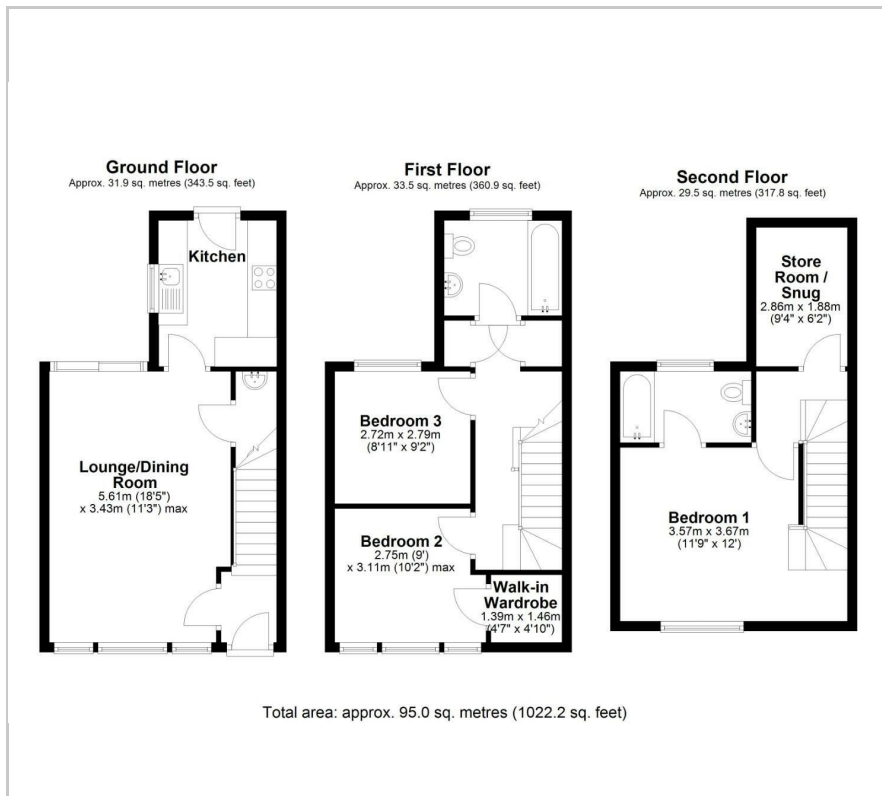 Ground Floor
Approx. 31.9 sq. metres (343.5 sq. feet)
Kitchen
Lounge/Dining
Room
5.61m (18'5")
x 3.43m (11'3") max
First Floor
Approx. 33.5 sq. metres (360.9 sq. feet)
Bedroom 3
2.72m x 2.79m
(8'11" x 9'2")
Bedroom 2
2.75m (9')
x 3.11m (10'2") max
Walk-in
Wardrobe
1.39m x 1.46m
(4'7" x 4'10")
Second Floor
Approx. 29.5 sq. metres (317.8 sq. feet)
Store
Room /
Snug
2.86m x 1.88m
(9'4" x 6'2")
Bedroom 1
3.57m x 3.67m
(11'9" x 12')
Total area: approx. 95.0 sq. metres (1022.2 sq. feet)